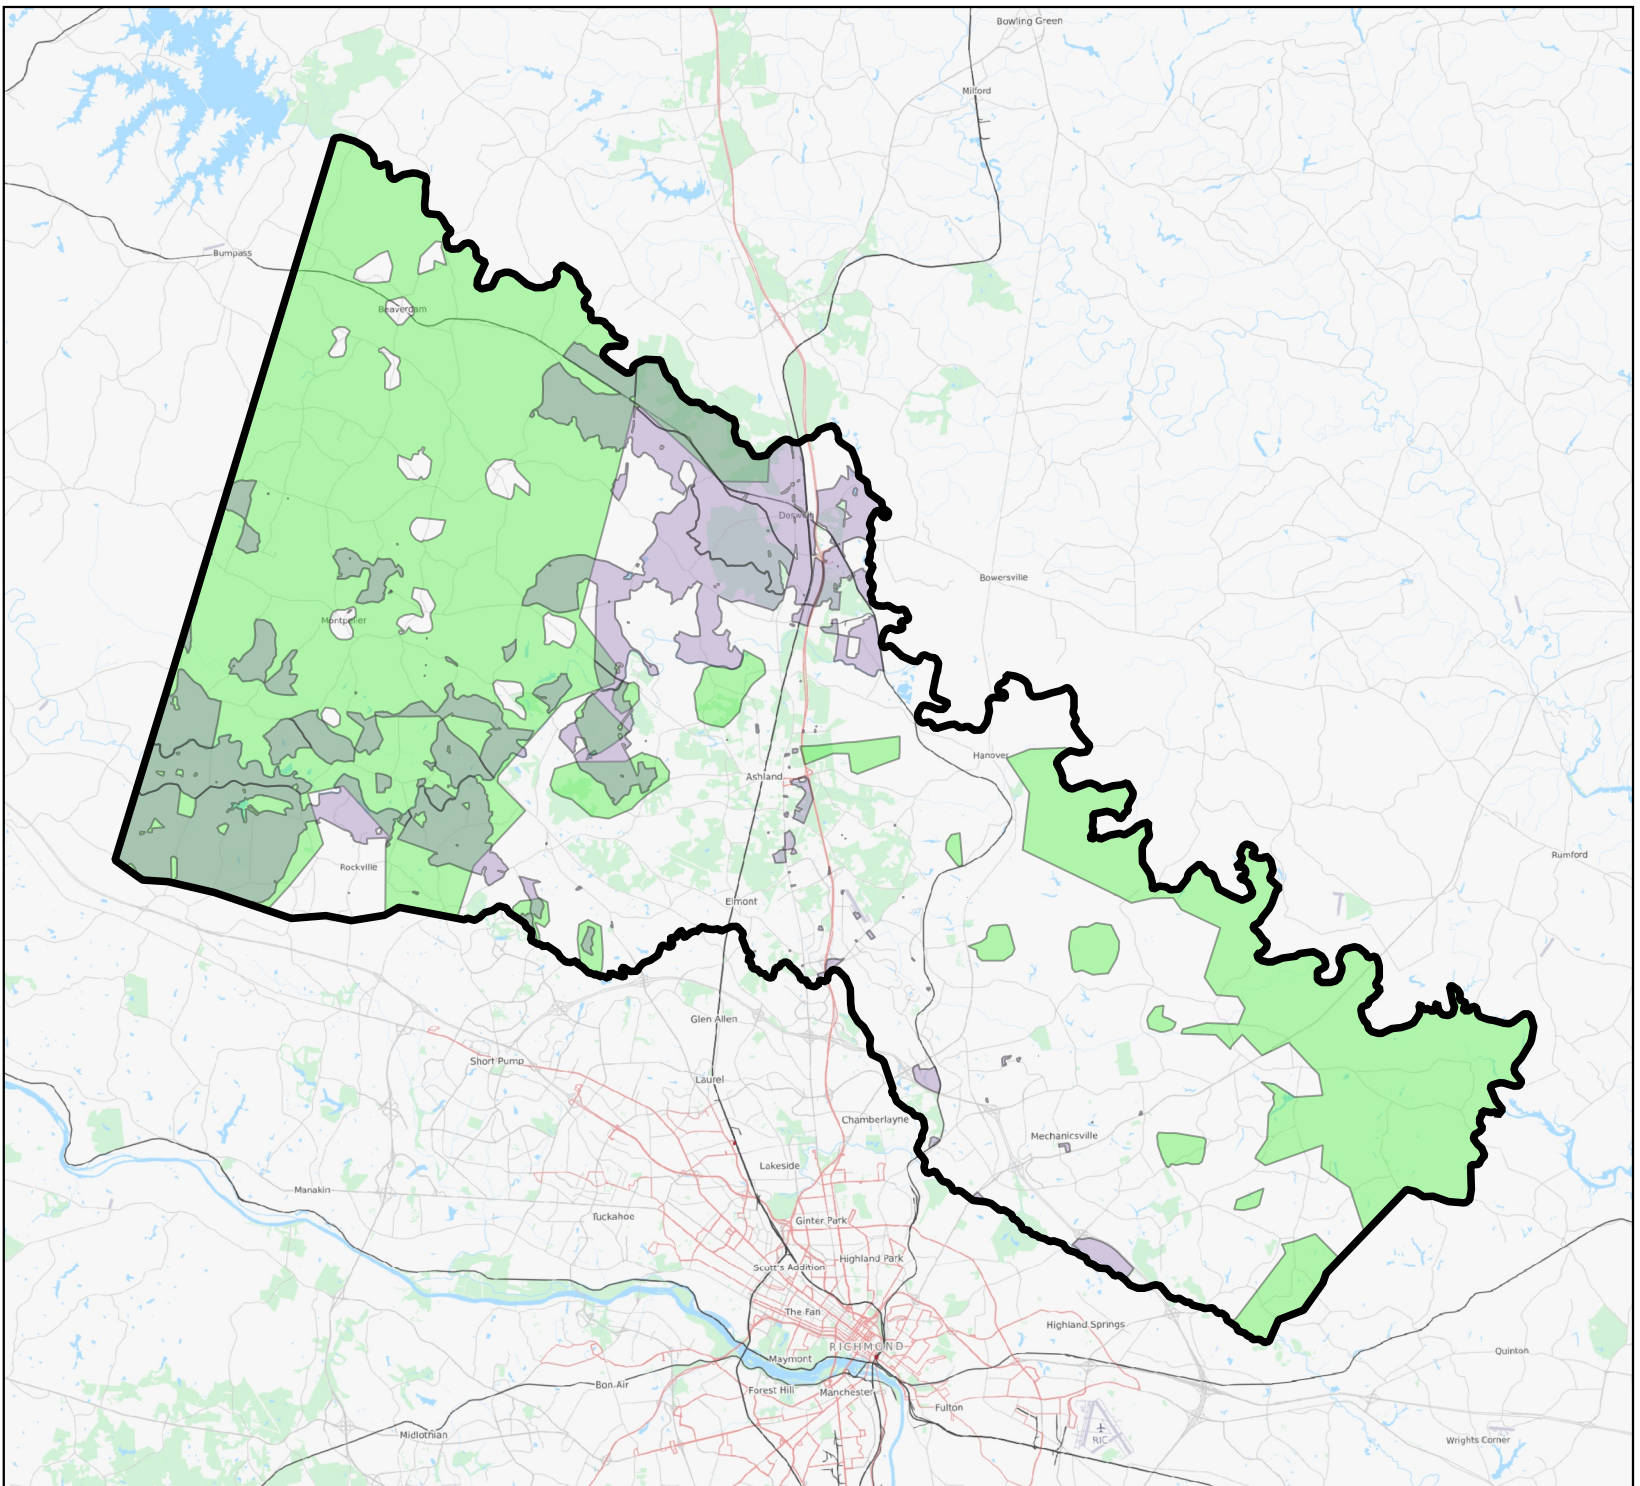 Bowling Green
Milford
Bumpass
Beaverdam
Doswell
Bowersville
Montpelier
Hanover
Ashland
Rumford
Rockville
Elmont
Glen Allen
Short Pump
Laurel
Chamberlayne
Mechanicsville
Lakeside
Manakin
Tuckahoe
Ginter Park
Highland Park
Scott's Addition
The Fan
Highland Springs
RICHMOND
Quinton
Maymont
Bon Air
Forest Hill
Manchester
Fulton
Midlothian
RIC
Wrights Corner